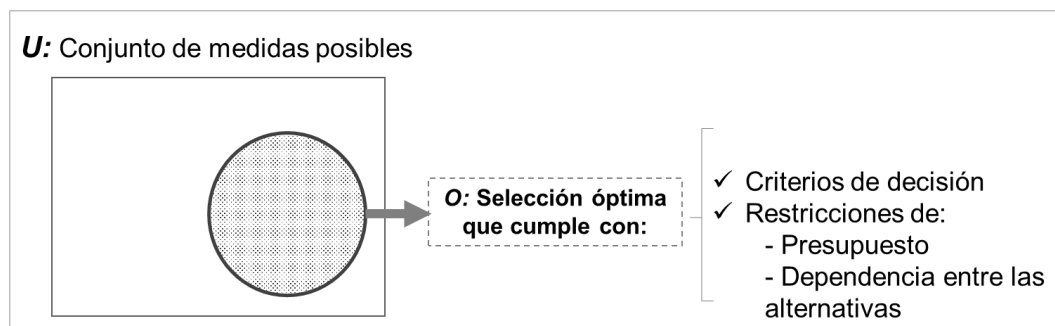 U: Conjunto de medidas posibles
O: Selección óptima
que cumple con:
✓ Criterios de decisión
✓ Restricciones de:
- Presupuesto
- Dependencia entre las
alternativas